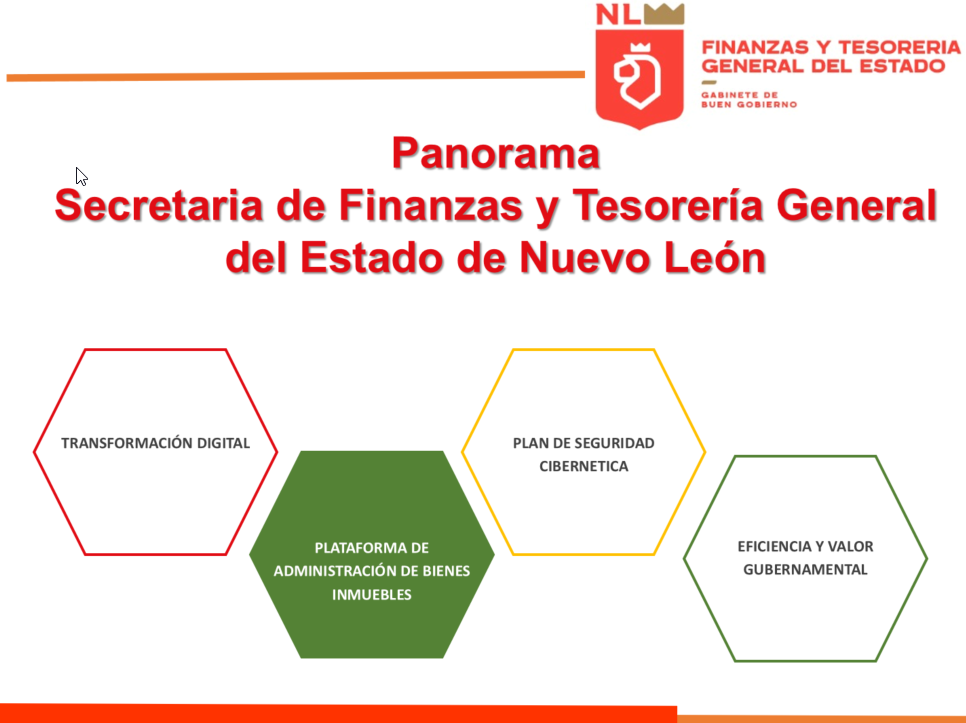 NL
FINANZAS Y TESORERIA
GENERAL DEL ESTADO
GABINETE DE
BUEN GOBIERNO
Panorama
Secretaria de Finanzas y Tesorería General
del Estado de Nuevo León
TRANSFORMACIÓN DIGITAL
PLATAFORMA DE
ADMINISTRACIÓN DE BIENES
INMUEBLES
PLAN DE SEGURIDAD
CIBERNETICA
EFICIENCIA Y VALOR
GUBERNAMENTAL